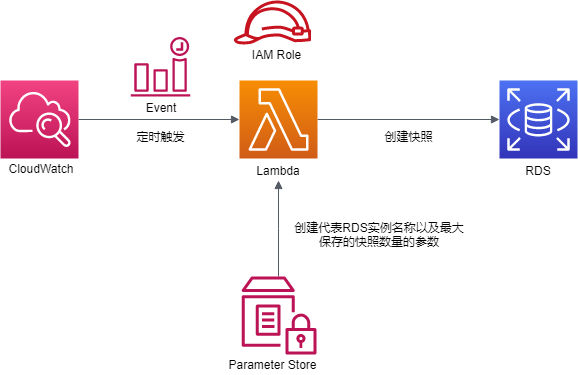 IAM Role
Event
定时触发
创建快照
CloudWatch
Lambda
RDS
创建代表RDS实例名称以及最大
保存的快照数量的参数
Parameter Store